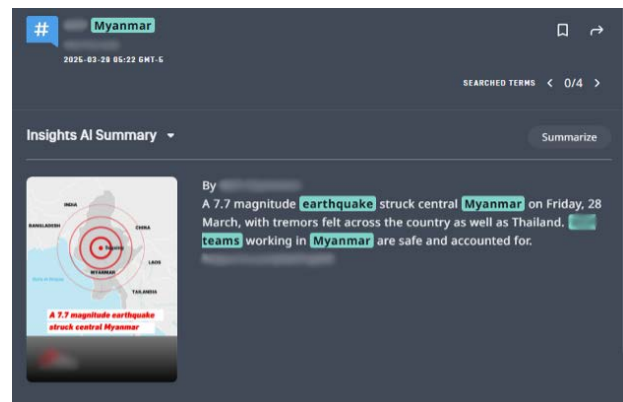 #
Myanmar
2025-03-28 05:22 GMT-5
SEARCHED TERMS < 0/4 >
Insights AI Summary
Summarize
INDIA
BANGLADESH
CHINA
Sagaing
LAOS
MYANMAR
THAILAND
A 7.7 magnitude earthquake
struck central Myanmar
By
A 7.7 magnitude earthquake struck central Myanmar on Friday, 28
March, with tremors felt across the country as well as Thailand.
teams working in Myanmar are safe and accounted for.